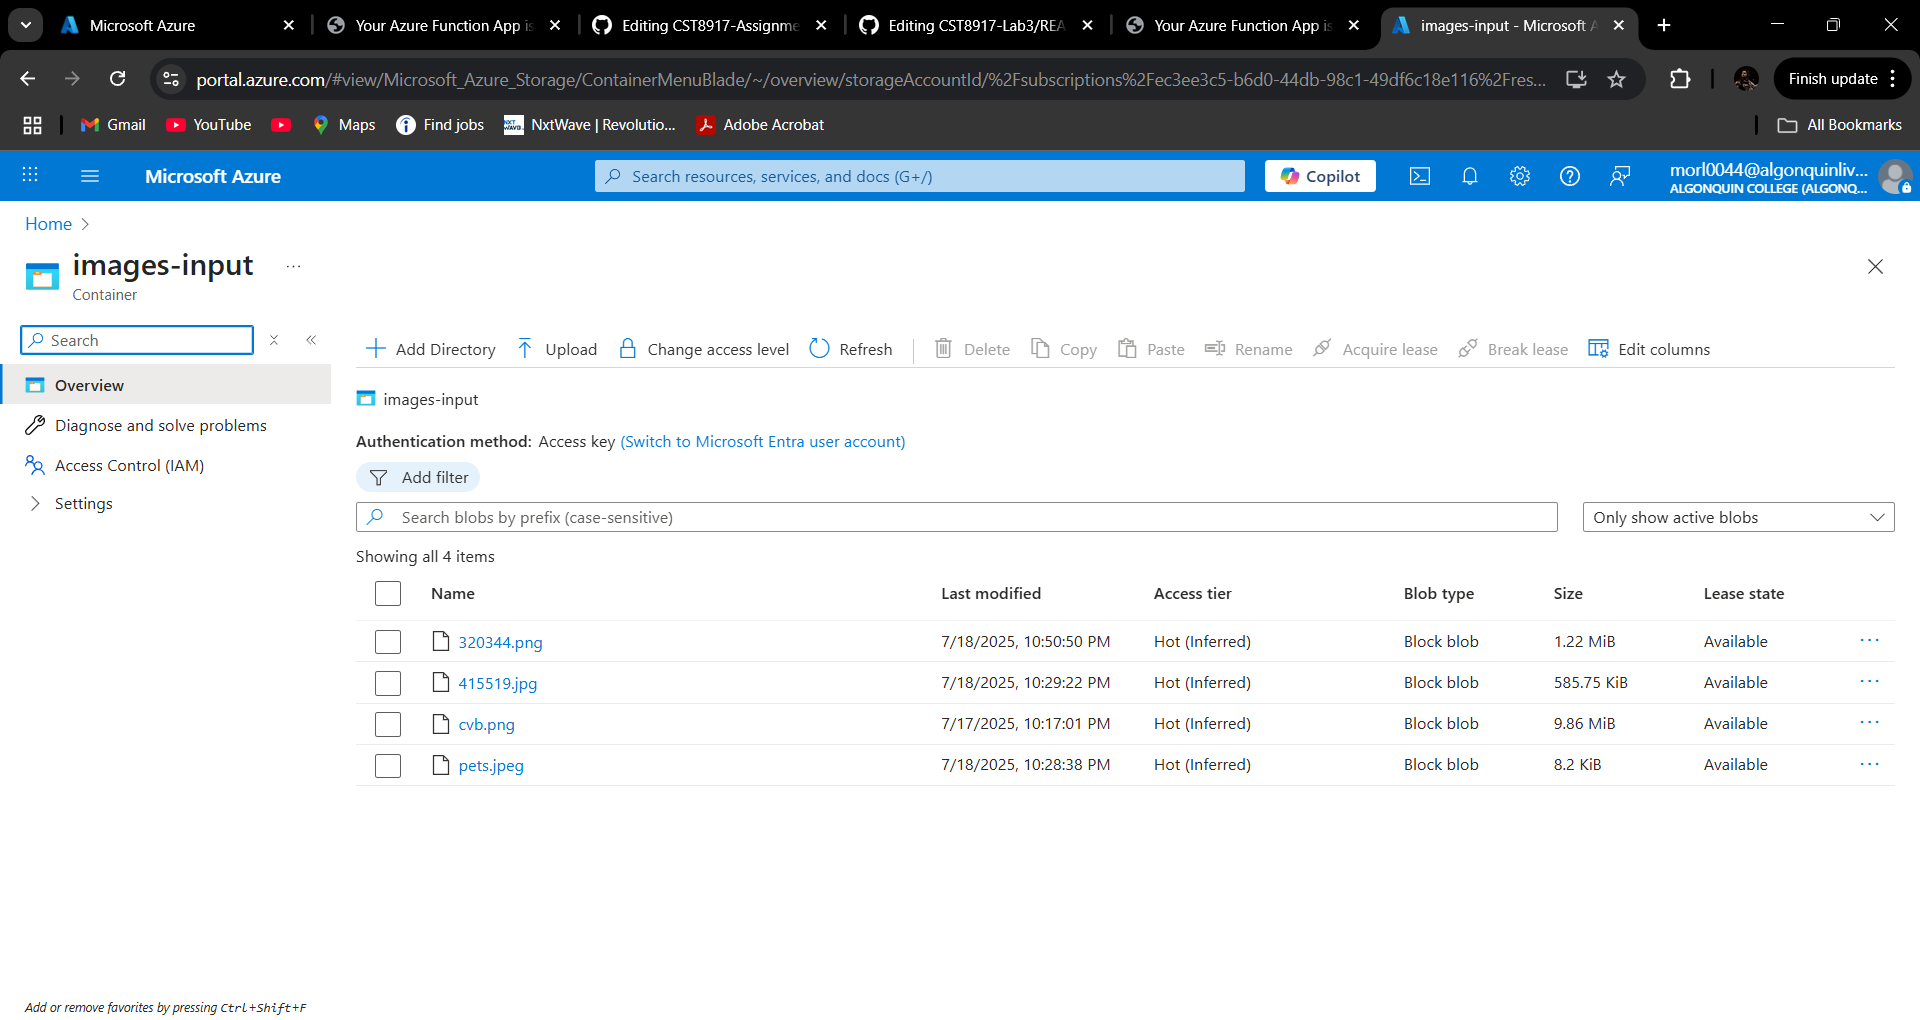 Microsoft Azure
Your Azure Function App is
Editing CST8917-Assignme
Editing CST8917-Lab3/REA
Your Azure Function App is
images-input - Microsoft A
portal.azure.com/#view/Microsoft_Azure_Storage/ContainerMenuBlade/~/overview/storageAccountId/%2Fsubscriptions%2Fec3ee3c5-b6d0-44db-98c1-49df6c18e116%2Fres...
Finish update
Gmail
YouTube
Maps
Find jobs
NxtWave | Revolutio...
Adobe Acrobat
All Bookmarks
Microsoft Azure
Search resources, services, and docs (G+/)
Copilot
morl0044@algonquinliv...
ALGONQUIN COLLEGE (ALGONQ...
Home
images-input
...
Container
Search
Add Directory
Upload
Change access level
Refresh
Delete
Copy
Paste
Rename
Acquire lease
Break lease
Edit columns
Overview
Diagnose and solve problems
Access Control (IAM)
Settings
images-input
Authentication method: Access key (Switch to Microsoft Entra user account)
Add filter
Search blobs by prefix (case-sensitive)
Only show active blobs
Showing all 4 items
Name Last modified Access tier Blob type Size Lease state
320344.png 7/18/2025, 10:50:50 PM Hot (Inferred) Block blob 1.22 MiB Available ...
415519.jpg 7/18/2025, 10:29:22 PM Hot (Inferred) Block blob 585.75 KiB Available ...
cvb.png 7/17/2025, 10:17:01 PM Hot (Inferred) Block blob 9.86 MiB Available ...
pets.jpeg 7/18/2025, 10:28:38 PM Hot (Inferred) Block blob 8.2 KiB Available ...
Add or remove favorites by pressing Ctrl+Shift+F